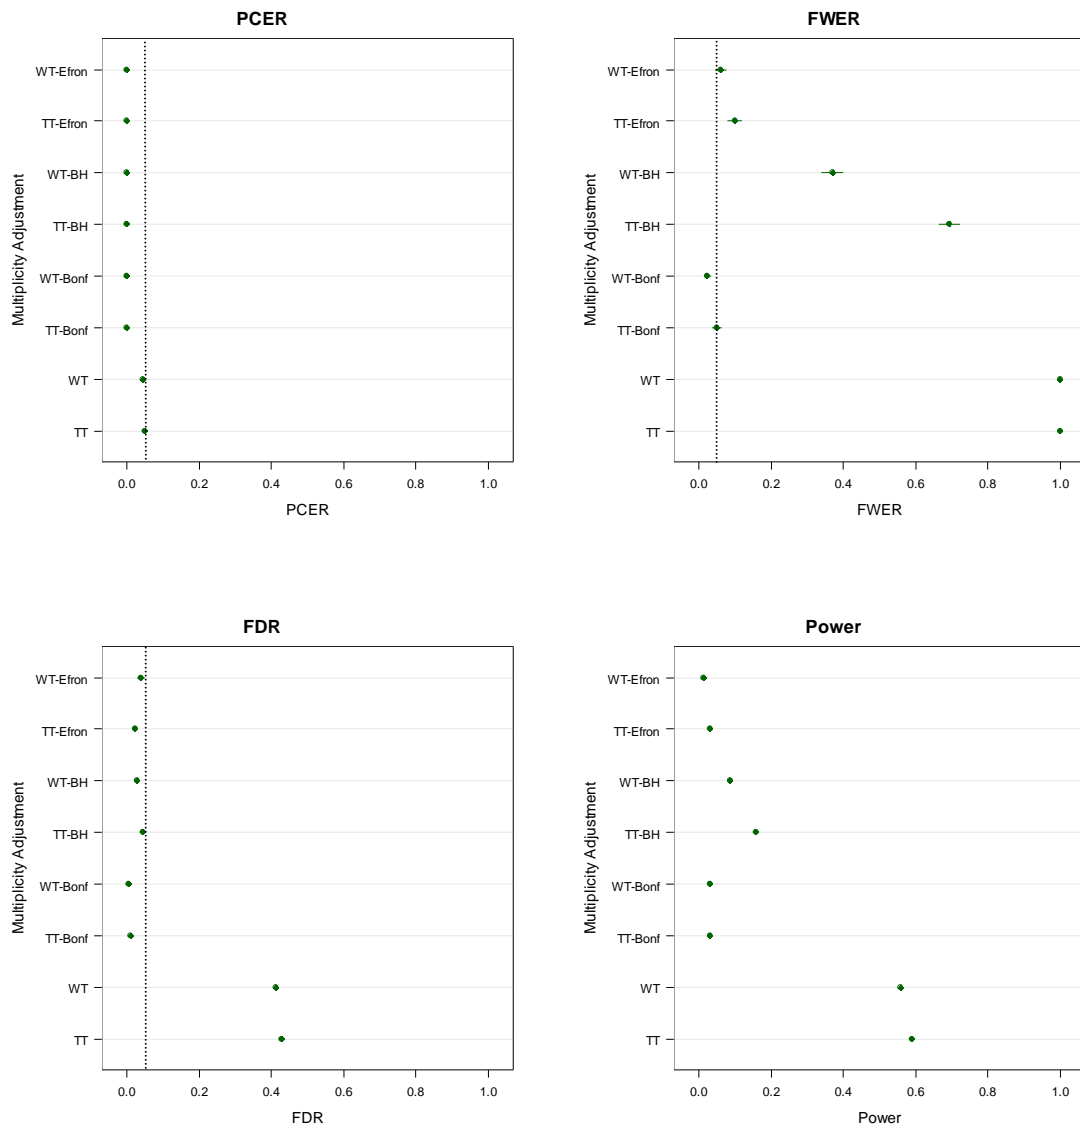 PCER
Multiplicity Adjustment
WT-Efron
TT-Efron
WT-BH
TT-BH
WT-Bonf
TT-Bonf
WT
TT
0.0 0.2 0.4 0.6 0.8 1.0
PCER
FWER
Multiplicity Adjustment
WT-Efron
TT-Efron
WT-BH
TT-BH
WT-Bonf
TT-Bonf
WT
TT
0.0 0.2 0.4 0.6 0.8 1.0
FWER
FDR
Multiplicity Adjustment
WT-Efron
TT-Efron
WT-BH
TT-BH
WT-Bonf
TT-Bonf
WT
TT
0.0 0.2 0.4 0.6 0.8 1.0
FDR
Power
Multiplicity Adjustment
WT-Efron
TT-Efron
WT-BH
TT-BH
WT-Bonf
TT-Bonf
WT
TT
0.0 0.2 0.4 0.6 0.8 1.0
Power